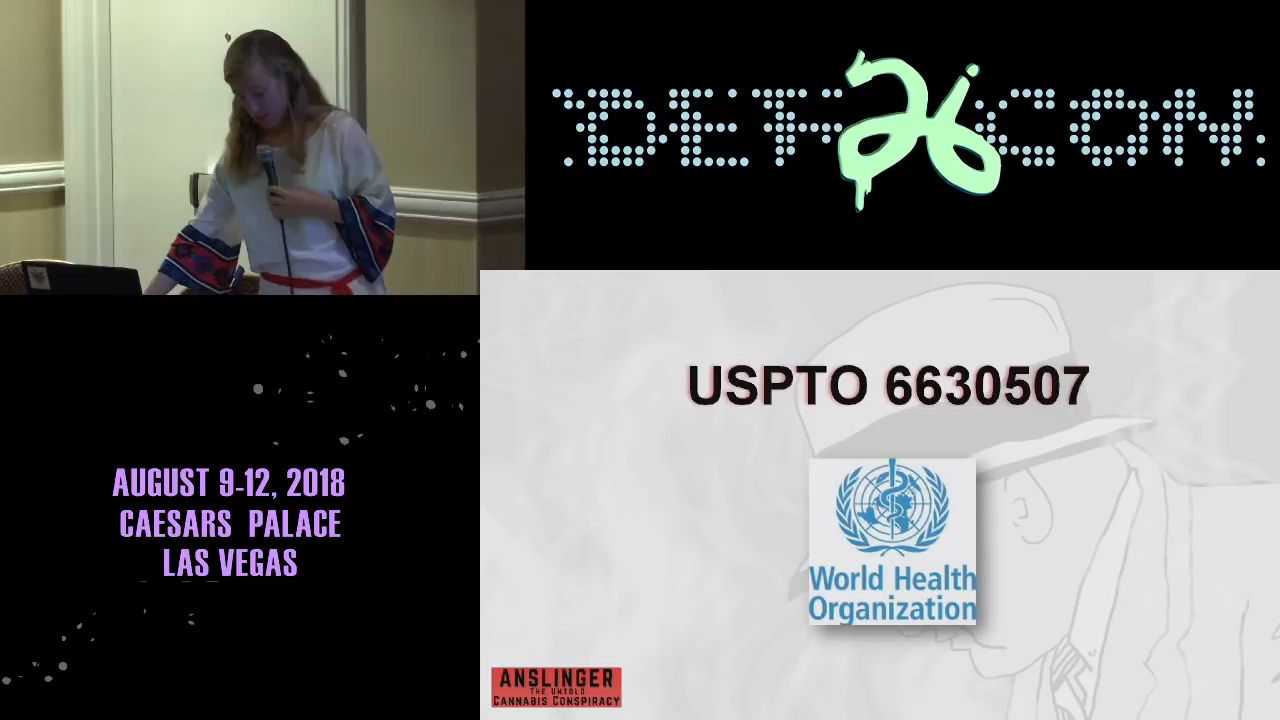 DEF 26 CON
USPTO 6630507
World Health
Organization
AUGUST 9-12, 2018
CAESARS PALACE
LAS VEGAS
ANSLINGER
THE UNTOLD
CANNABIS CONSPIRACY